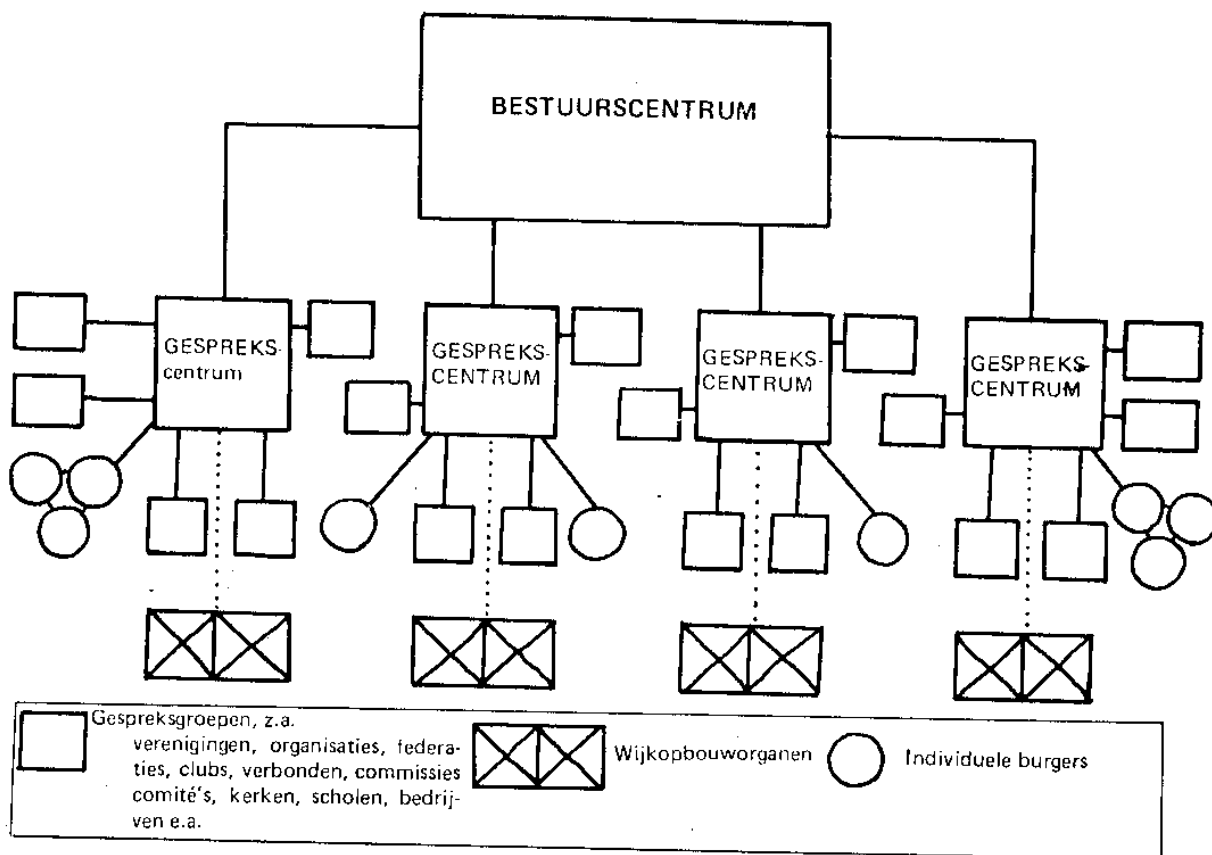 BESTUURSCENTRUM
GESPREKS-
centrum
GESPREKS-
CENTRUM
GESPREKS-
CENTRUM
GESPREKS-
CENTRUM
Gespreksgroepen, z.a.
verenigingen, organisaties, federa-
ties, clubs, verbonden, commissies
comité's, kerken, scholen, bedrij-
ven e.a.
Wijkopbouworganen
Individuele burgers